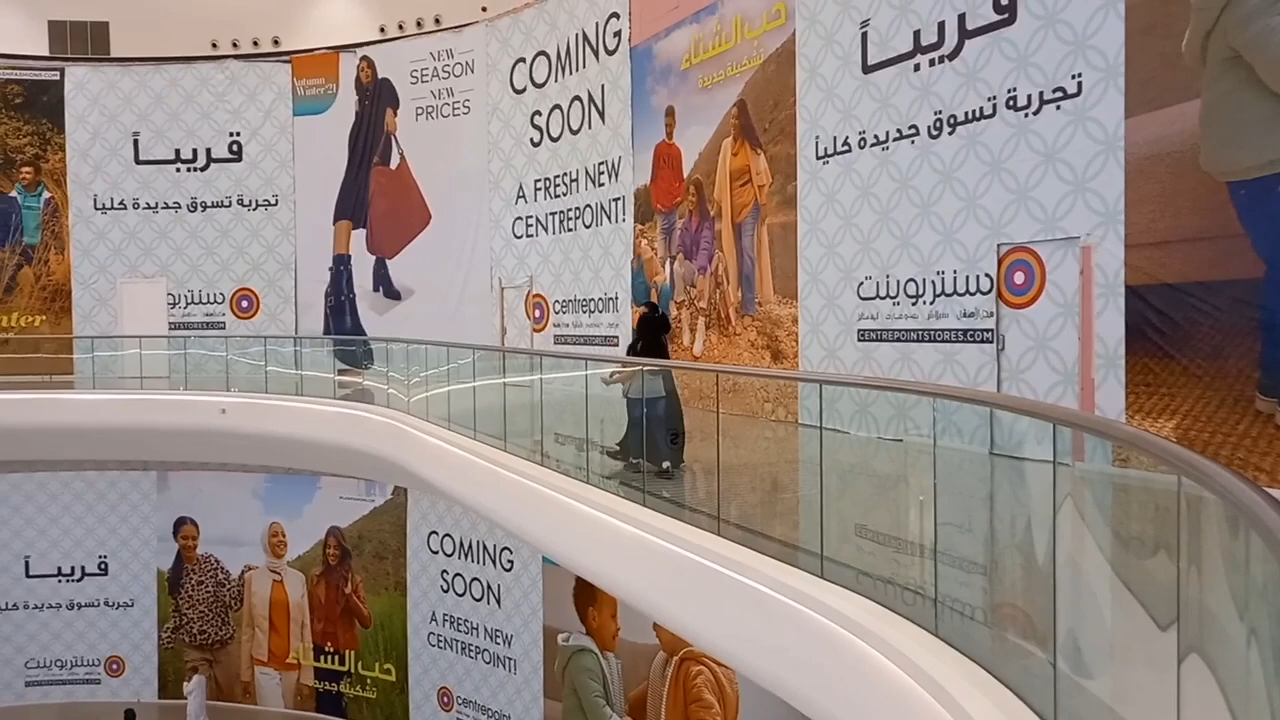 قريباً
تجربة تسوق جديدة كلياً
سنتربوينت
CENTREPOINTSTORES.COM
Autumn
Winter'21
NEW
SEASON
NEW
PRICES
COMING
SOON
A FRESH NEW
CENTREPOINT!
centrepoint
CENTREPOINTSTORES.COM
حب الشتاء
تشكيلة جديدة
قريباً
تجربة تسوق جديدة كلياً
سنتربوينت
CENTREPOINTSTORES.COM
قريباً
تجربة تسوق جديدة
سنتربوينت
CENTREPOINTSTORES.COM
حب الشتاء
تشكيلة جديدة
COMING
SOON
A FRESH NEW
CENTREPOINT!
centrepoint